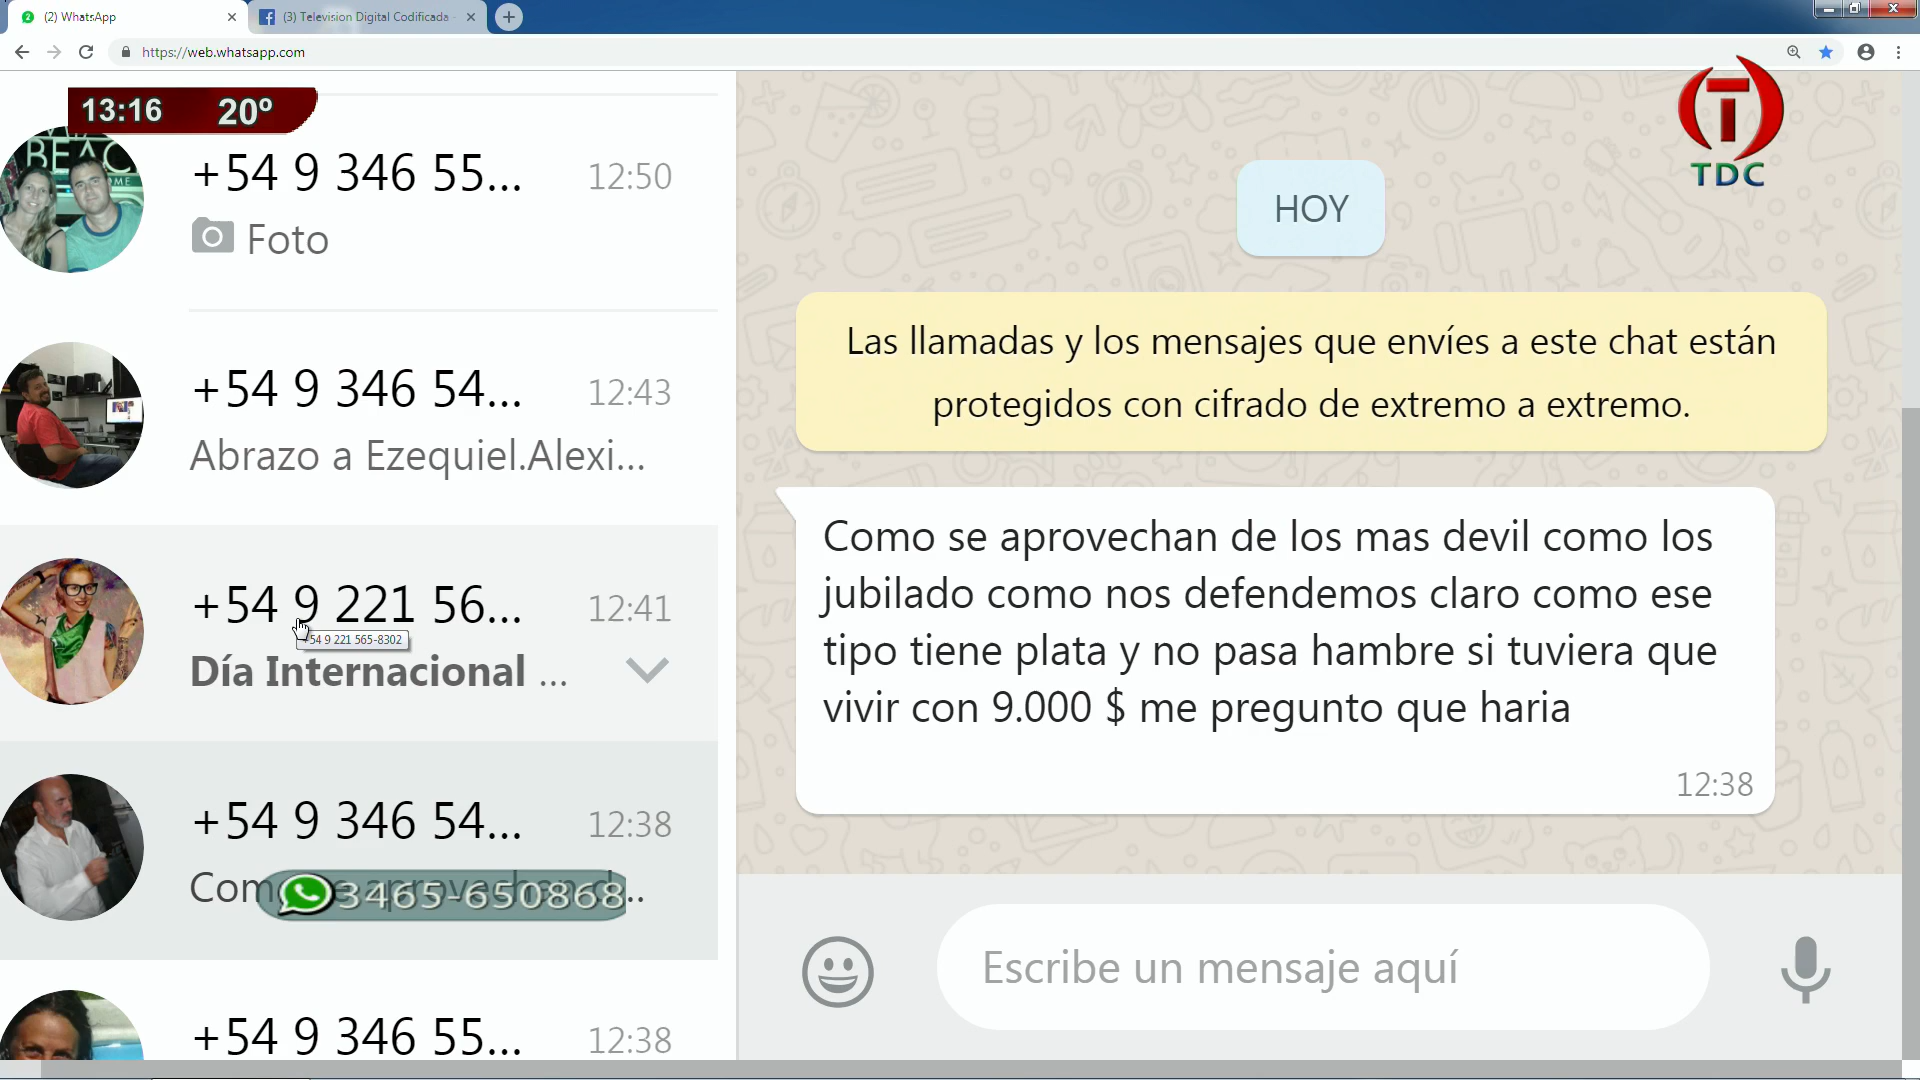 (2) WhatsApp
(3) Television Digital Codificada -
https://web.whatsapp.com
13:16 20º
BEAC
+54 9 346 55... 12:50
Foto
+54 9 346 54... 12:43
Abrazo a Ezequiel.Alexi...
+54 9 221 56... 12:41
+54 9 221 565-8302
Día Internacional ...
+54 9 346 54... 12:38
Como se aprovechan d...
3465-650868
+54 9 346 55... 12:38
T
TDC
HOY
Las llamadas y los mensajes que envíes a este chat están
protegidos con cifrado de extremo a extremo.
Como se aprovechan de los mas devil como los
jubilado como nos defendemos claro como ese
tipo tiene plata y no pasa hambre si tuviera que
vivir con 9.000 $ me pregunto que haria
12:38
Escribe un mensaje aquí